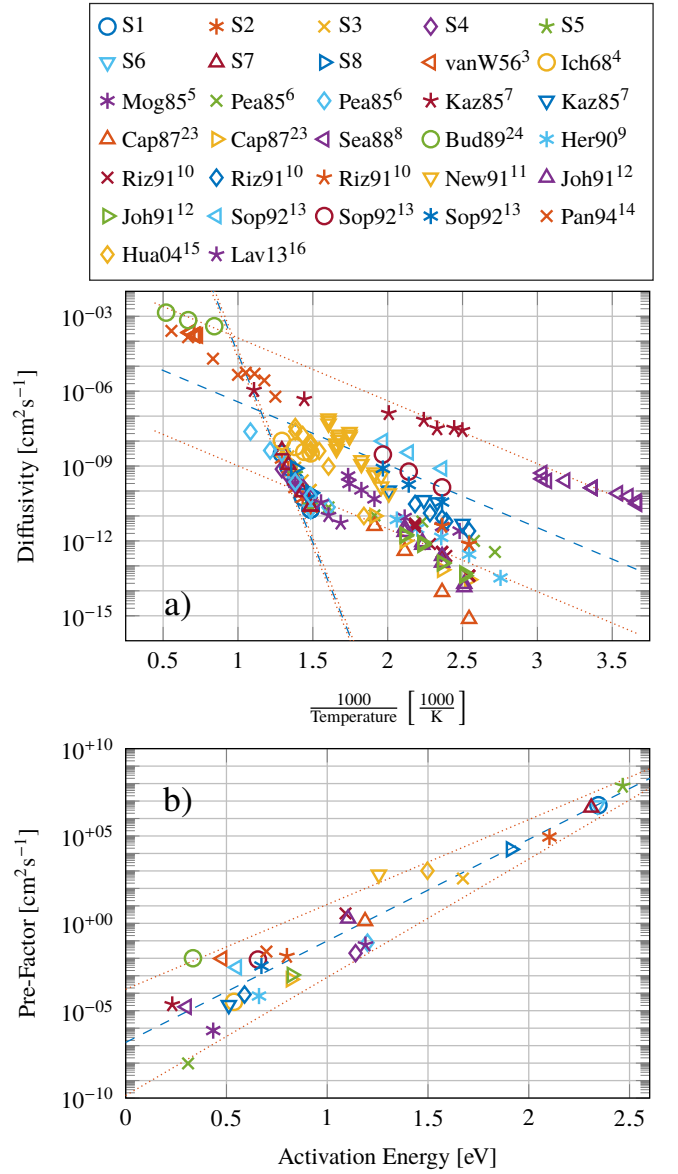 S1 S2 S3 S4 S5
S6 S7 S8 vanW56³ Ich68⁴
Mog85⁵ Pea85⁶ Pea85⁶ Kaz85⁷ Kaz85⁷
Cap87²³ Cap87²³ Sea88⁸ Bud89²⁴ Her90⁹
Riz91¹⁰ Riz91¹⁰ Riz91¹⁰ New91¹¹ Joh91¹²
Joh91¹² Sop92¹³ Sop92¹³ Sop92¹³ Pan94¹⁴
Hua04¹⁵ Lav13¹⁶
Diffusivity [cm²s⁻¹]
10⁻⁰³
10⁻⁰⁶
10⁻⁰⁹
10⁻¹²
10⁻¹⁵
a)
0.5 1 1.5 2 2.5 3 3.5
1000/Temperature [1000/K]
Pre-Factor [cm²s⁻¹]
10⁺¹⁰
10⁺⁰⁵
10⁺⁰⁰
10⁻⁰⁵
10⁻¹⁰
b)
0 0.5 1 1.5 2 2.5
Activation Energy [eV]